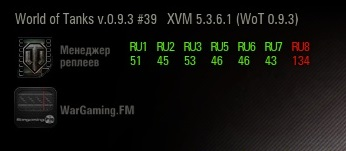 World of Tanks v.0.9.3 #39 XVM 5.3.6.1 (WoT 0.9.3)
Менеджер реплеев
RU1 RU2 RU3 RU5 RU6 RU7 RU8
51 45 53 46 46 43 134
WarGaming.FM